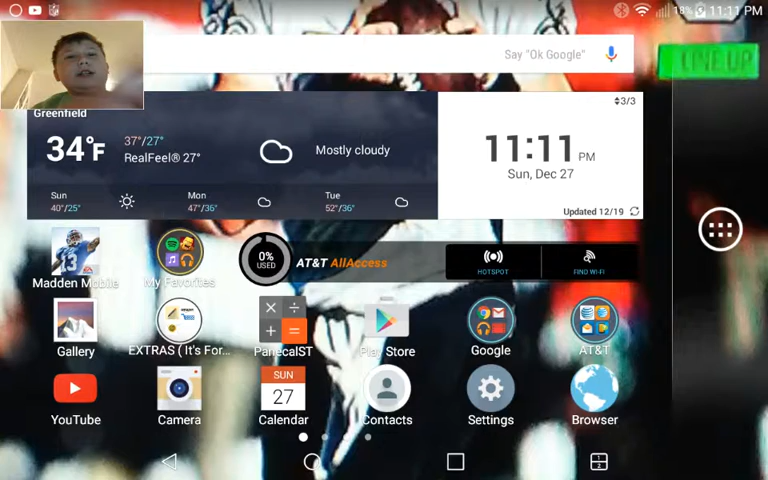 18% 11:11 PM
Say "Ok Google"
LINE UP
Greenfield
3/3
34°F
37°/27°
RealFeel® 27°
Mostly cloudy
11:11 PM
Sun, Dec 27
Sun
40°/25°
Mon
47°/36°
Tue
52°/36°
Updated 12/19
0%
USED
AT&T AllAccess
HOTSPOT
FIND WI-FI
Madden Mobile
My Favorites
Gallery
EXTRAS ( It's For...
PanecalST
Play Store
Google
AT&T
SUN
27
YouTube
Camera
Calendar
Contacts
Settings
Browser